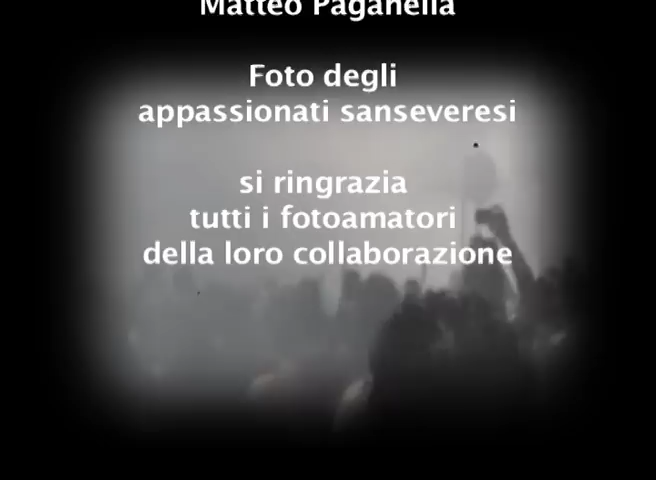 Matteo Paganella
Foto degli
appassionati sanseveresi
si ringrazia
tutti i fotoamatori
della loro collaborazione